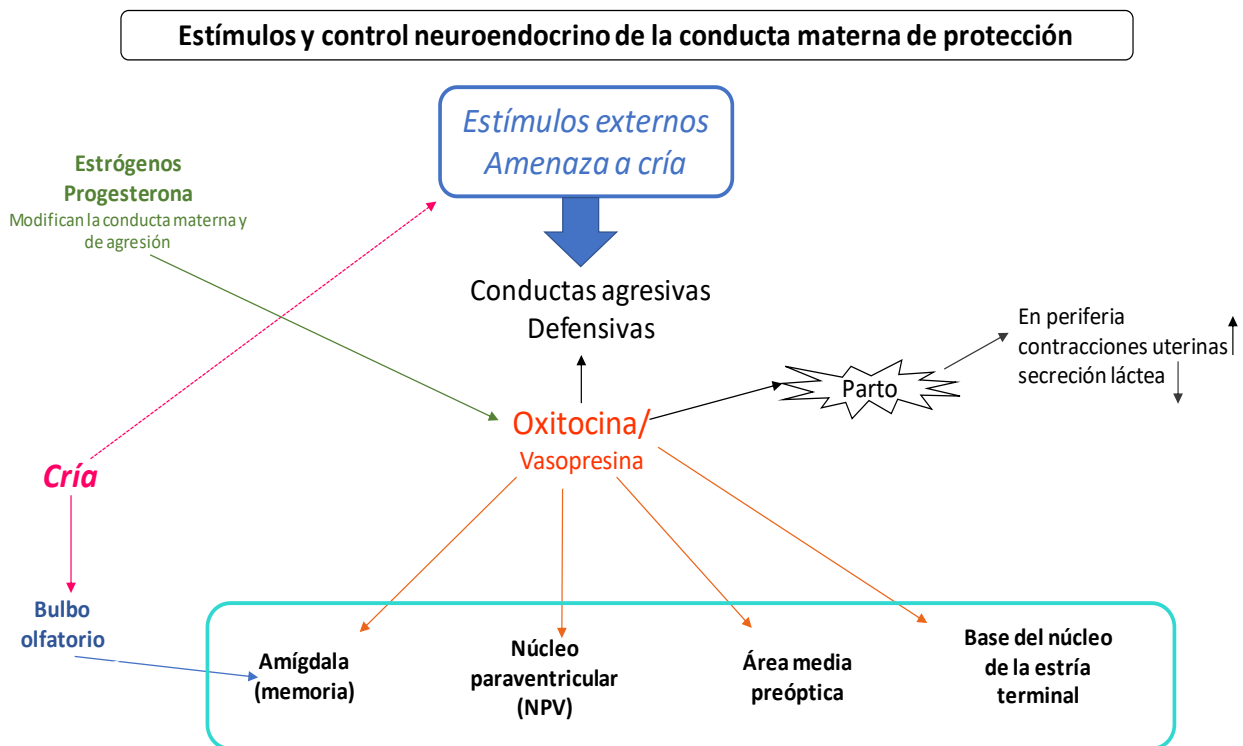 Estímulos y control neuroendocrino de la conducta materna de protección
Estímulos externos
Amenaza a cría
Estrógenos
Progesterona
Modifican la conducta materna y
de agresión
Conductas agresivas
Defensivas
En periferia
contracciones uterinas
secreción láctea
Parto
Oxitocina/
Vasopresina
Cría
Bulbo
olfatorio
Amígdala
(memoria)
Núcleo
paraventricular
(NPV)
Área media
preóptica
Base del núcleo
de la estría
terminal